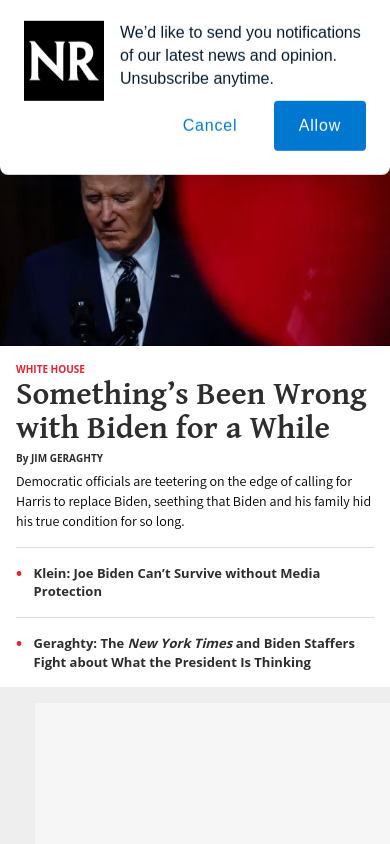 NR
We’d like to send you notifications
of our latest news and opinion.
Unsubscribe anytime.
Cancel
Allow
WHITE HOUSE
Something’s Been Wrong
with Biden for a While
By JIM GERAGHTY
Democratic officials are teetering on the edge of calling for
Harris to replace Biden, seething that Biden and his family hid
his true condition for so long.
• Klein: Joe Biden Can’t Survive without Media
Protection
• Geraghty: The New York Times and Biden Staffers
Fight about What the President Is Thinking